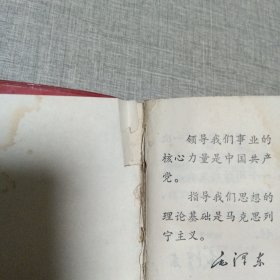 领导我们事业的
核心力量是中国共产
党。
指导我们思想的
理论基础是马克思列
宁主义。
毛泽东